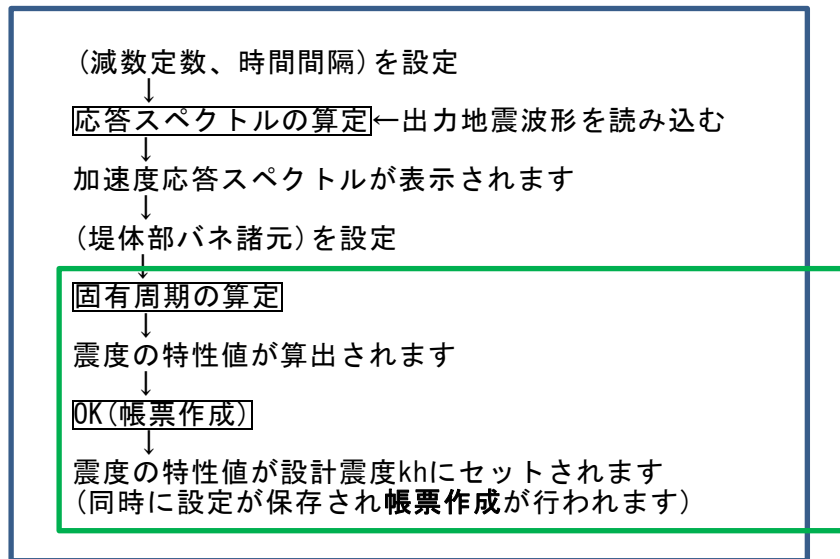 (減数定数、時間間隔)を設定
↓
応答スペクトルの算定←出力地震波形を読み込む
↓
加速度応答スペクトルが表示されます
↓
(堤体部バネ諸元)を設定
↓
固有周期の算定
↓
震度の特性値が算出されます
↓
OK(帳票作成)
↓
震度の特性値が設計震度khにセットされます
(同時に設定が保存され帳票作成が行われます)